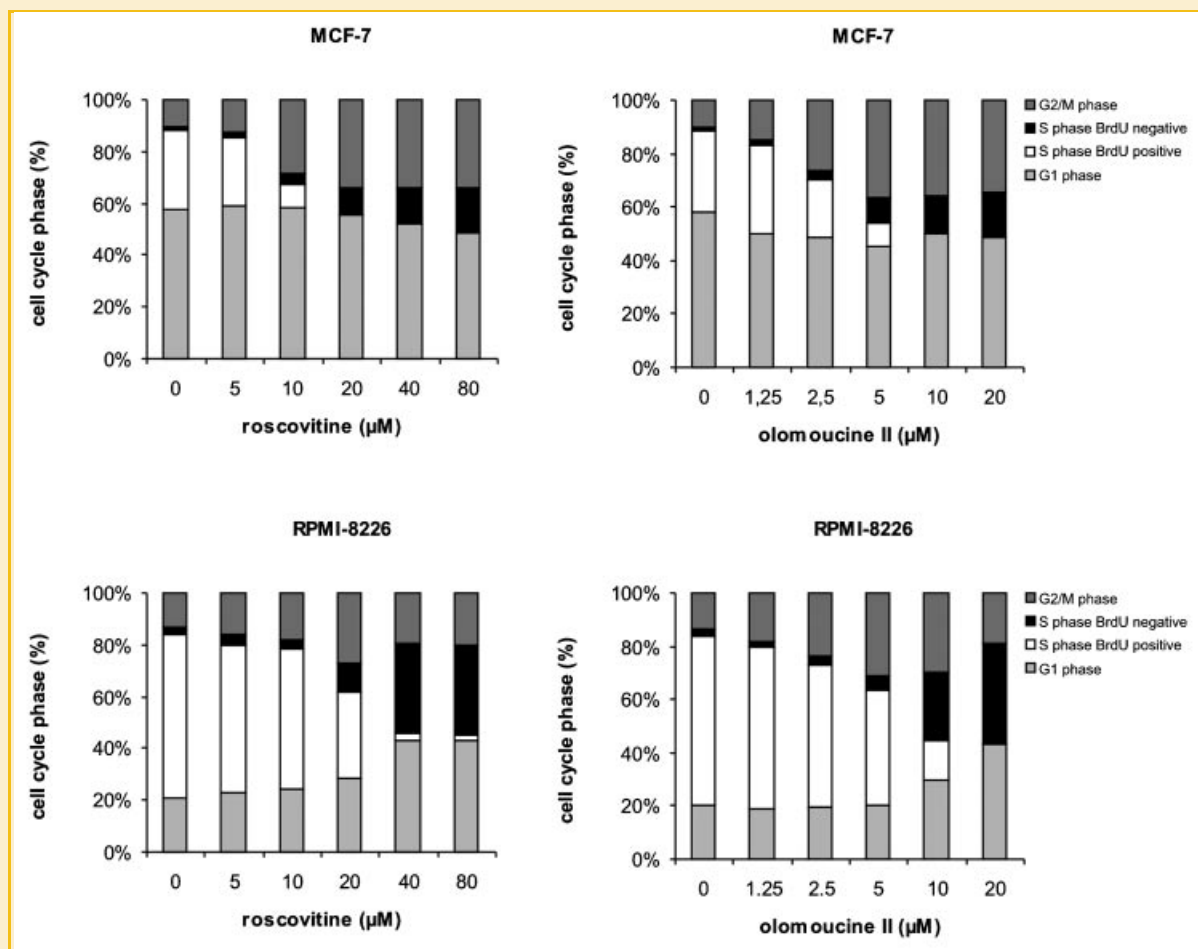 MCF-7
100%
80%
60%
40%
20%
0%
cell cycle phase (%)
0 5 10 20 40 80
roscovitine (µM)
MCF-7
100%
80%
60%
40%
20%
0%
cell cycle phase (%)
0 1,25 2,5 5 10 20
olomoucine II (µM)
G2/M phase
S phase BrdU negative
S phase BrdU positive
G1 phase
RPMI-8226
100%
80%
60%
40%
20%
0%
cell cycle phase (%)
0 5 10 20 40 80
roscovitine (µM)
RPMI-8226
100%
80%
60%
40%
20%
0%
cell cycle phase (%)
0 1.25 2.5 5 10 20
olomoucine II (µM)
G2/M phase
S phase BrdU negative
S phase BrdU positive
G1 phase